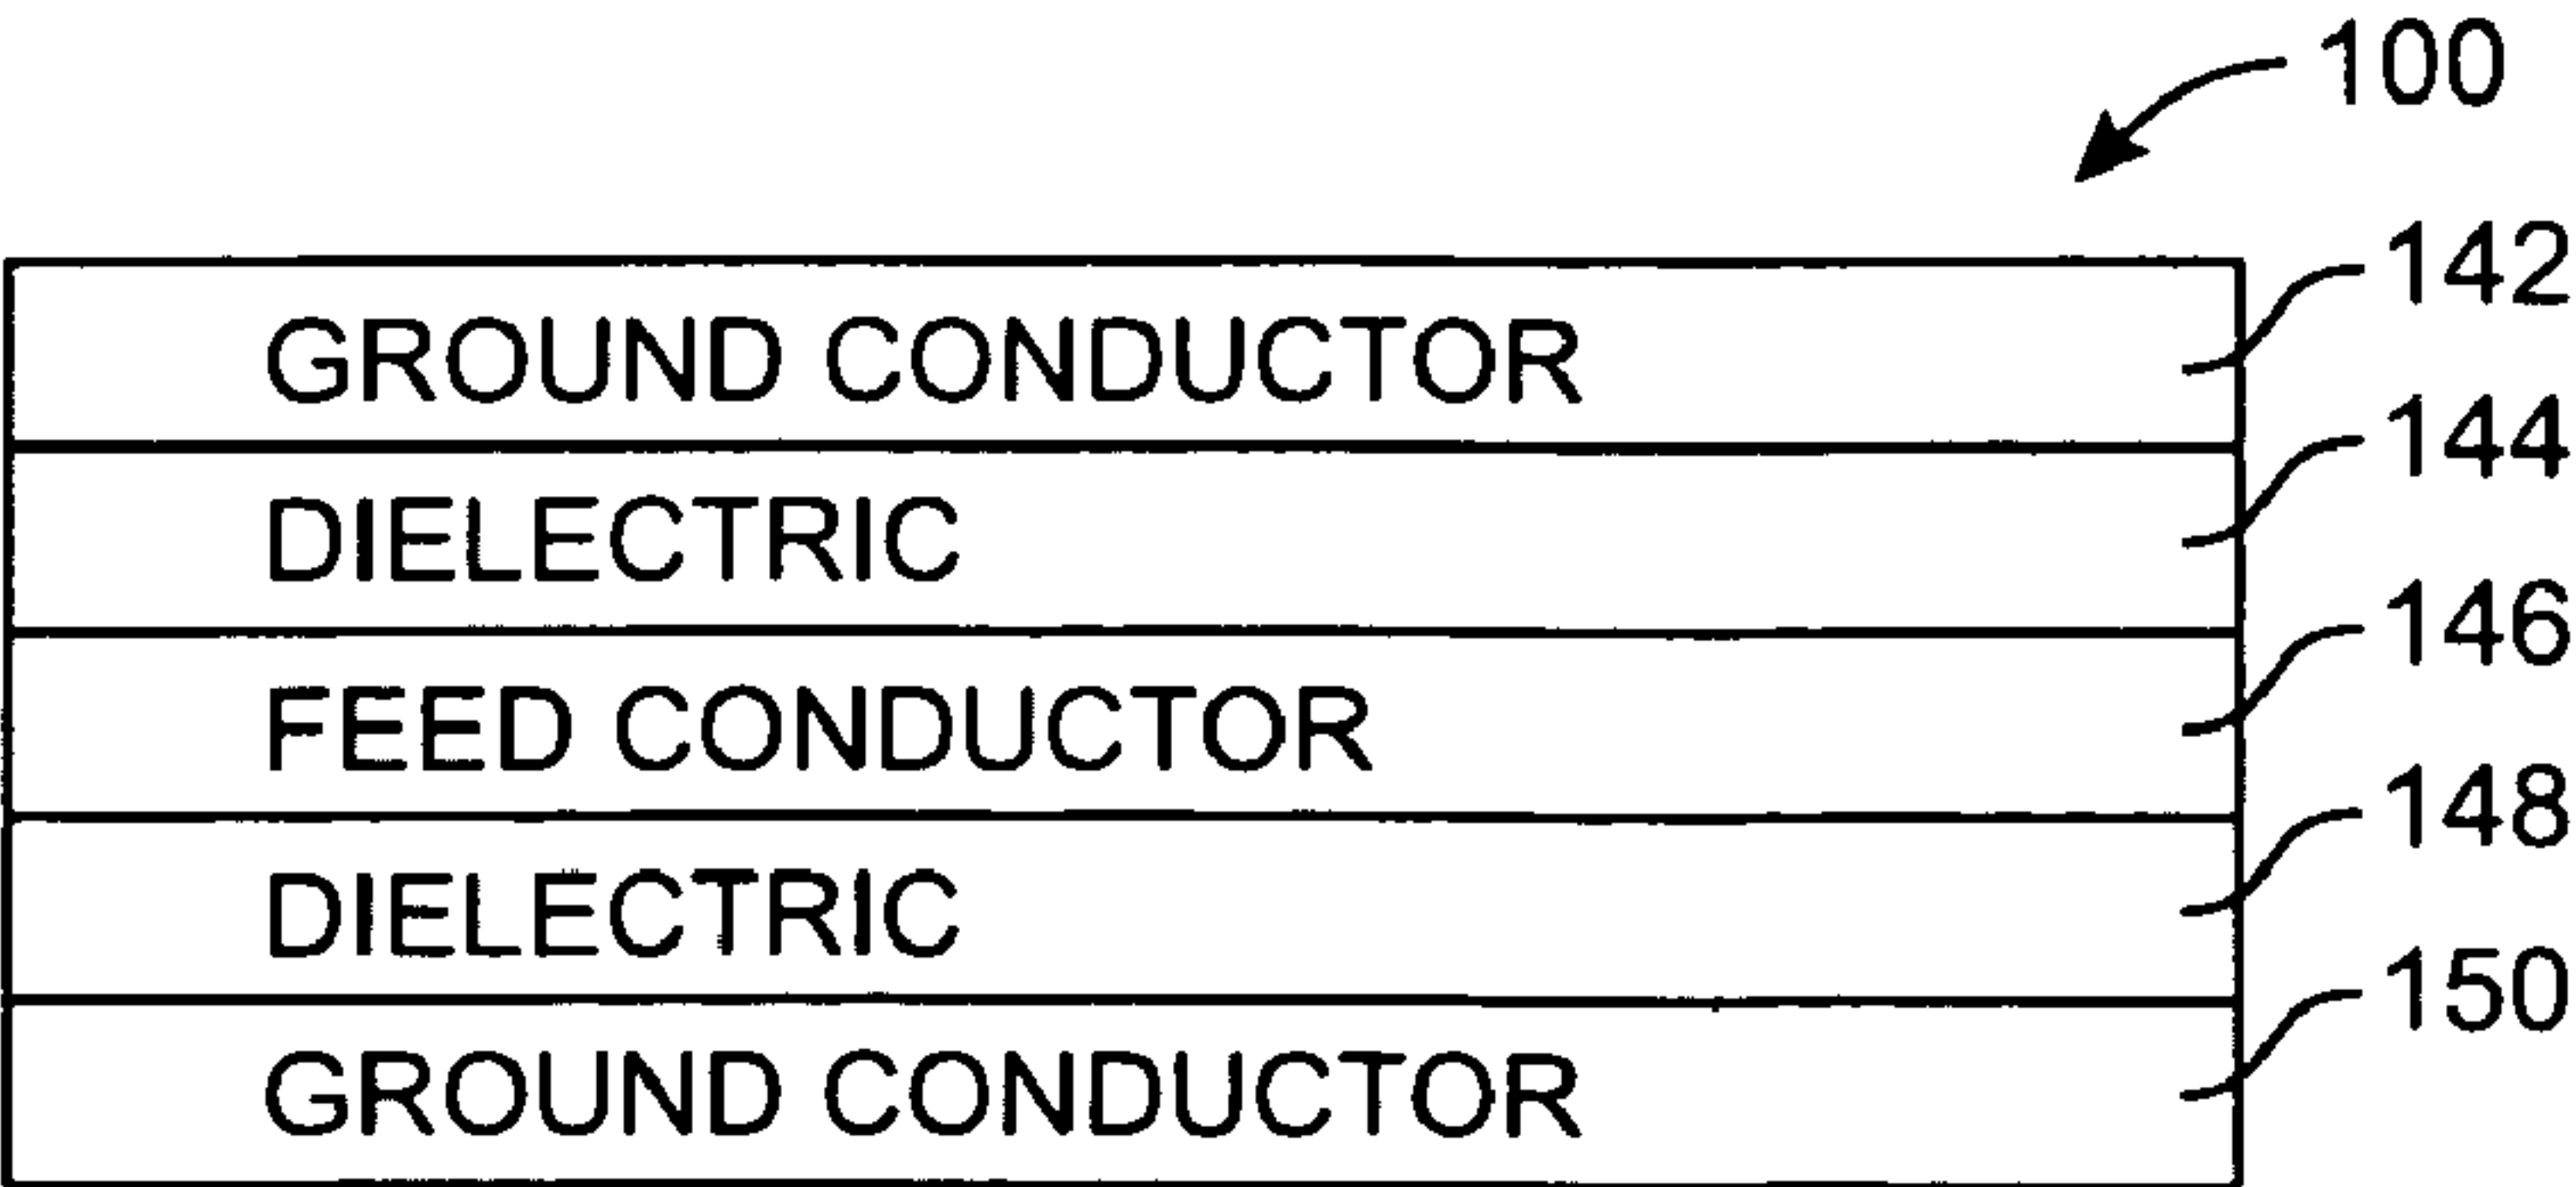 100
GROUND CONDUCTOR 142
DIELECTRIC 144
FEED CONDUCTOR 146
DIELECTRIC 148
GROUND CONDUCTOR 150